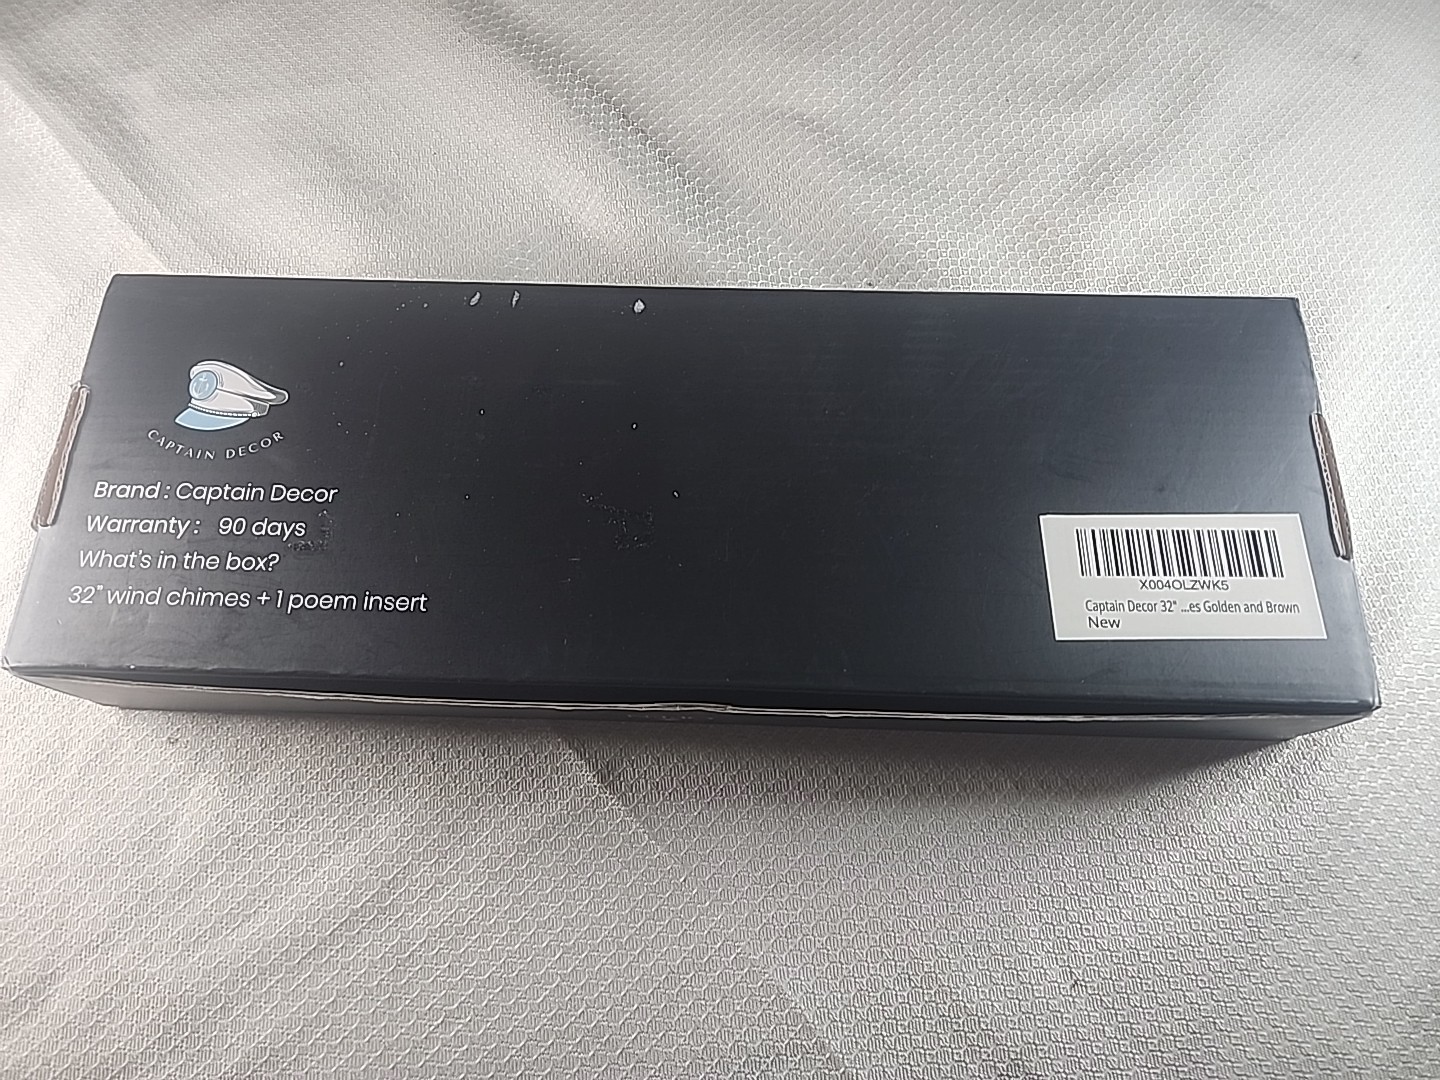 CAPTAIN DECOR
Brand : Captain Decor
Warranty : 90 days
What's in the box?
32" wind chimes + 1 poem insert
X004OLZWK5
Captain Decor 32" ...es Golden and Brown
New